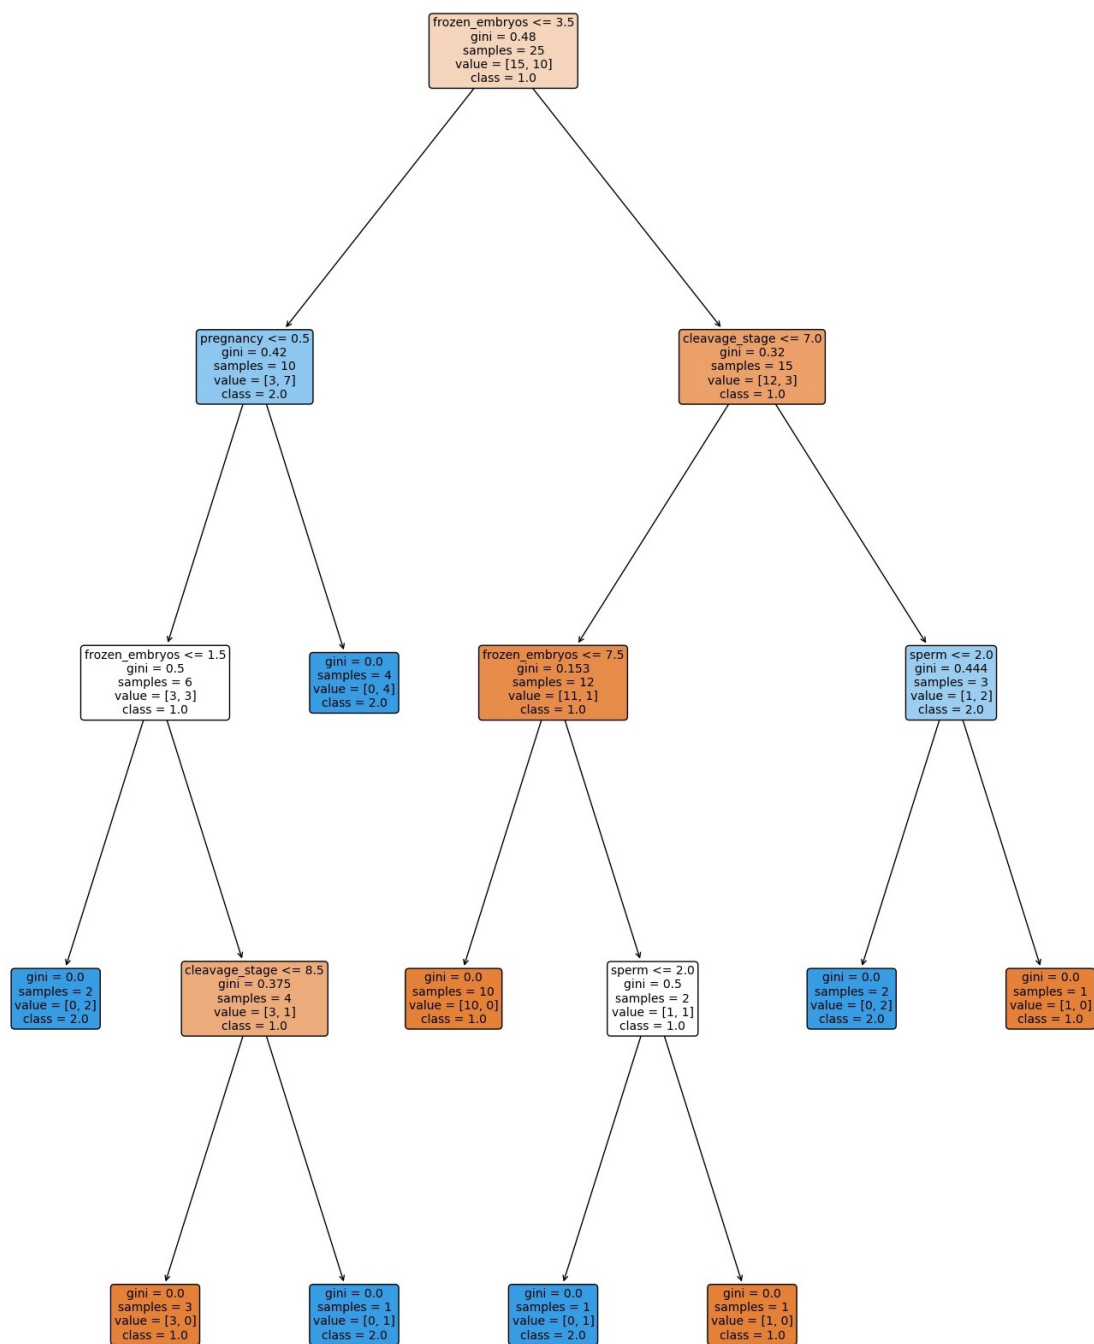 frozen_embryos <= 3.5
gini = 0.48
samples = 25
value = [15, 10]
class = 1.0
pregnancy <= 0.5
gini = 0.42
samples = 10
value = [3, 7]
class = 2.0
cleavage_stage <= 7.0
gini = 0.32
samples = 15
value = [12, 3]
class = 1.0
frozen_embryos <= 1.5
gini = 0.5
samples = 6
value = [3, 3]
class = 1.0
gini = 0.0
samples = 4
value = [0, 4]
class = 2.0
frozen_embryos <= 7.5
gini = 0.153
samples = 12
value = [11, 1]
class = 1.0
sperm <= 2.0
gini = 0.444
samples = 3
value = [1, 2]
class = 2.0
gini = 0.0
samples = 2
value = [0, 2]
class = 2.0
cleavage_stage <= 8.5
gini = 0.375
samples = 4
value = [3, 1]
class = 1.0
gini = 0.0
samples = 10
value = [10, 0]
class = 1.0
sperm <= 2.0
gini = 0.5
samples = 2
value = [1, 1]
class = 1.0
gini = 0.0
samples = 2
value = [0, 2]
class = 2.0
gini = 0.0
samples = 1
value = [1, 0]
class = 1.0
gini = 0.0
samples = 3
value = [3, 0]
class = 1.0
gini = 0.0
samples = 1
value = [0, 1]
class = 2.0
gini = 0.0
samples = 1
value = [0, 1]
class = 2.0
gini = 0.0
samples = 1
value = [1, 0]
class = 1.0